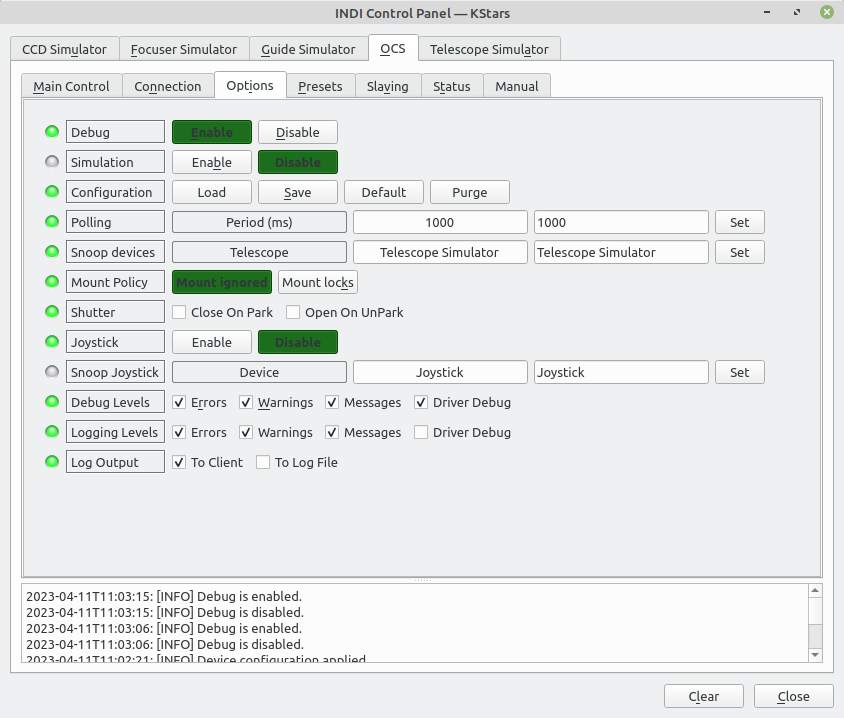 INDI Control Panel — KStars
CCD Simulator Focuser Simulator Guide Simulator OCS Telescope Simulator
Main Control Connection Options Presets Slaving Status Manual
Debug Enable Disable
Simulation Enable Disable
Configuration Load Save Default Purge
Polling Period (ms) 1000 1000 Set
Snoop devices Telescope Telescope Simulator Telescope Simulator Set
Mount Policy Mount ignored Mount locks
Shutter Close On Park Open On UnPark
Joystick Enable Disable
Snoop Joystick Device Joystick Joystick Set
Debug Levels Errors Warnings Messages Driver Debug
Logging Levels Errors Warnings Messages Driver Debug
Log Output To Client To Log File
2023-04-11T11:03:15: [INFO] Debug is enabled.
2023-04-11T11:03:15: [INFO] Debug is disabled.
2023-04-11T11:03:06: [INFO] Debug is enabled.
2023-04-11T11:03:06: [INFO] Debug is disabled.
2023-04-11T11:02:21: [INFO] Device configuration applied.
Clear Close